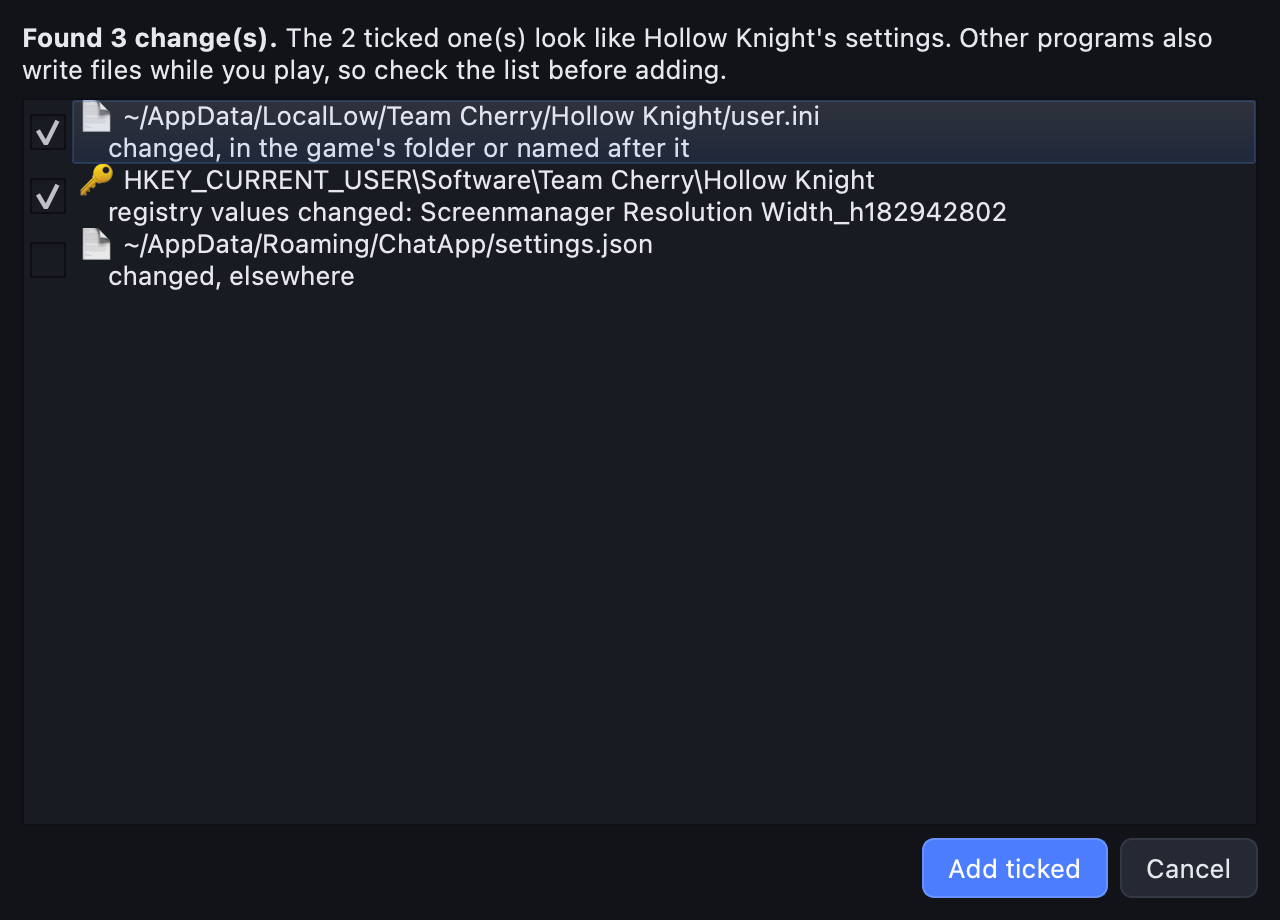 Found 3 change(s). The 2 ticked one(s) look like Hollow Knight's settings. Other programs also
write files while you play, so check the list before adding.
~/AppData/LocalLow/Team Cherry/Hollow Knight/user.ini
changed, in the game's folder or named after it
HKEY_CURRENT_USER\Software\Team Cherry\Hollow Knight
registry values changed: Screenmanager Resolution Width_h182942802
~/AppData/Roaming/ChatApp/settings.json
changed, elsewhere
Add ticked
Cancel